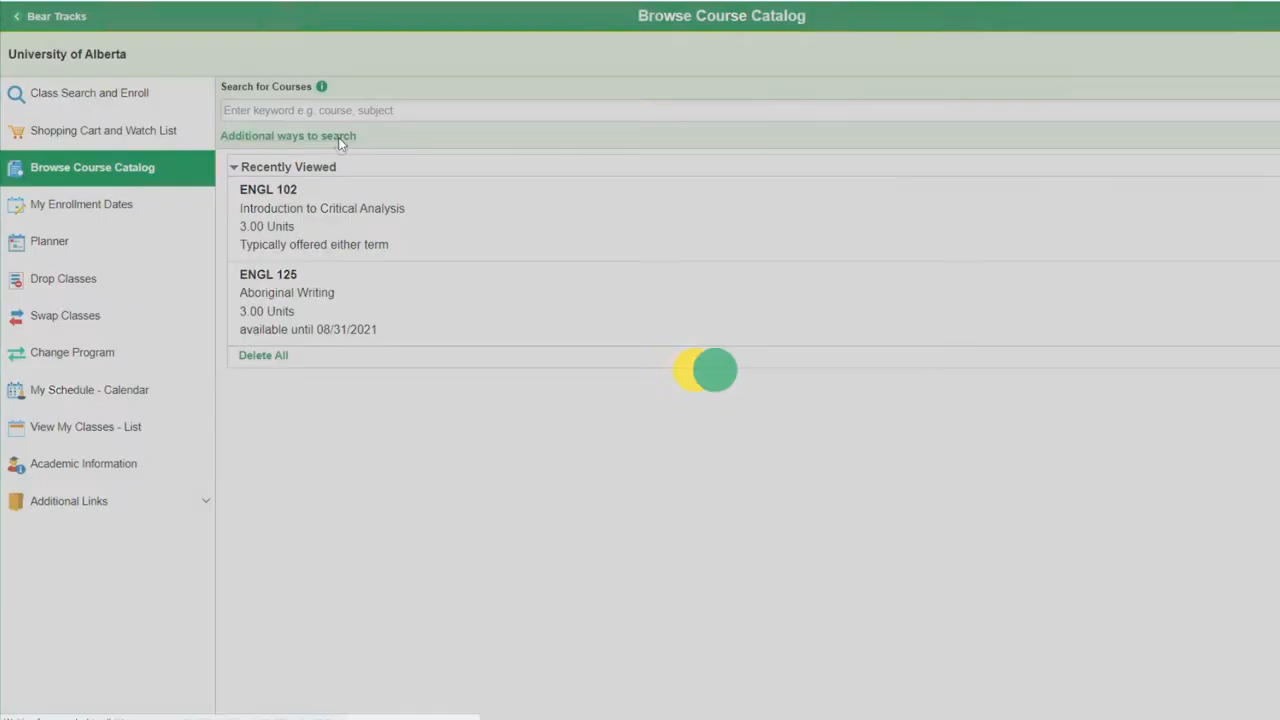 Bear Tracks
Browse Course Catalog
University of Alberta
Class Search and Enroll
Shopping Cart and Watch List
Browse Course Catalog
My Enrollment Dates
Planner
Drop Classes
Swap Classes
Change Program
My Schedule - Calendar
View My Classes - List
Academic Information
Additional Links
Search for Courses
Enter keyword e.g. course, subject
Additional ways to search
Recently Viewed
ENGL 102
Introduction to Critical Analysis
3.00 Units
Typically offered either term
ENGL 125
Aboriginal Writing
3.00 Units
available until 08/31/2021
Delete All